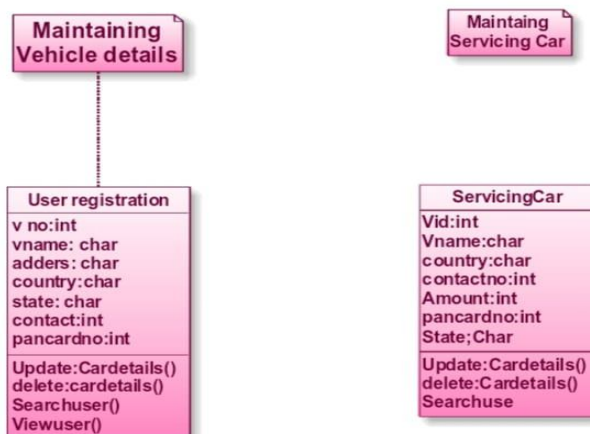 Maintaining
Vehicle details
Maintaing
Servicing Car
User registration
v no:int
vname: char
adders: char
country:char
state: char
contact:int
pancardno:int
Update:Cardetails()
delete:cardetails()
Searchuser()
Viewuser()
ServicingCar
Vid:int
Vname:char
country:char
contactno:int
Amount:int
pancardno:int
State;Char
Update:Cardetails()
delete:Cardetails()
Searchuse